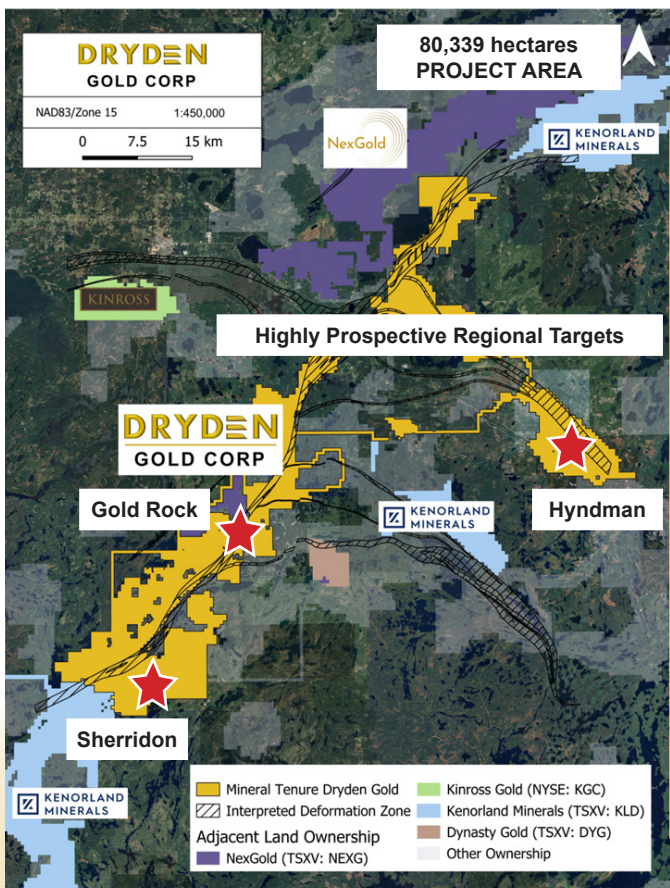 DRYDEN
GOLD CORP
NAD83/Zone 15 1:450,000
0 7.5 15 km
80,339 hectares
PROJECT AREA
NexGold
KENORLAND
MINERALS
KINROSS
Highly Prospective Regional Targets
DRYDEN
GOLD CORP
Gold Rock
KENORLAND
MINERALS
Hyndman
Sherridon
KENORLAND
MINERALS
Mineral Tenure Dryden Gold
Interpreted Deformation Zone
Adjacent Land Ownership
NexGold (TSXV: NEXG)
Kinross Gold (NYSE: KGC)
Kenorland Minerals (TSXV: KLD)
Dynasty Gold (TSXV: DYG)
Other Ownership